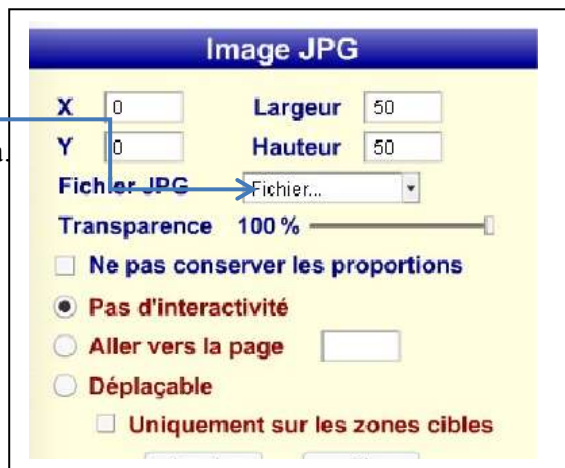 Image JPG
X 0 Largeur 50
Y 0 Hauteur 50
Fichier JPG Fichier...
Transparence 100 %
Ne pas conserver les proportions
Pas d'interactivité
Aller vers la page
Déplaçable
Uniquement sur les zones cibles